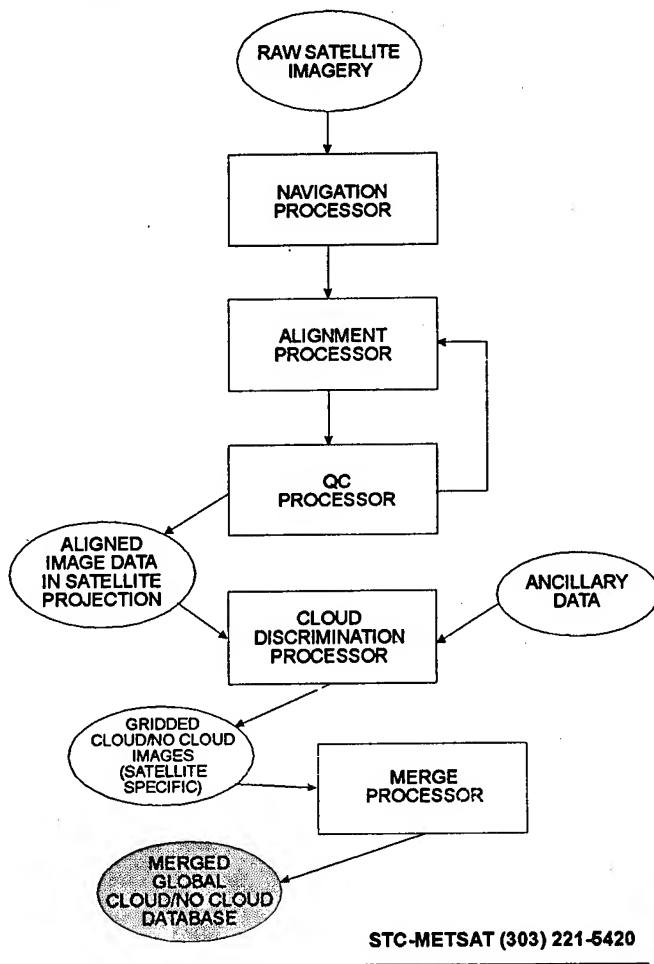 RAW SATELLITE
IMAGERY
NAVIGATION
PROCESSOR
ALIGNMENT
PROCESSOR
QC
PROCESSOR
ALIGNED
IMAGE DATA
IN SATELLITE
PROJECTION
ANCILLARY
DATA
CLOUD
DISCRIMINATION
PROCESSOR
GRIDDED
CLOUD/NO CLOUD
IMAGES
(SATELLITE
SPECIFIC)
MERGE
PROCESSOR
MERGED
GLOBAL
CLOUD/NO CLOUD
DATABASE
STC-METSAT (303) 221-5420